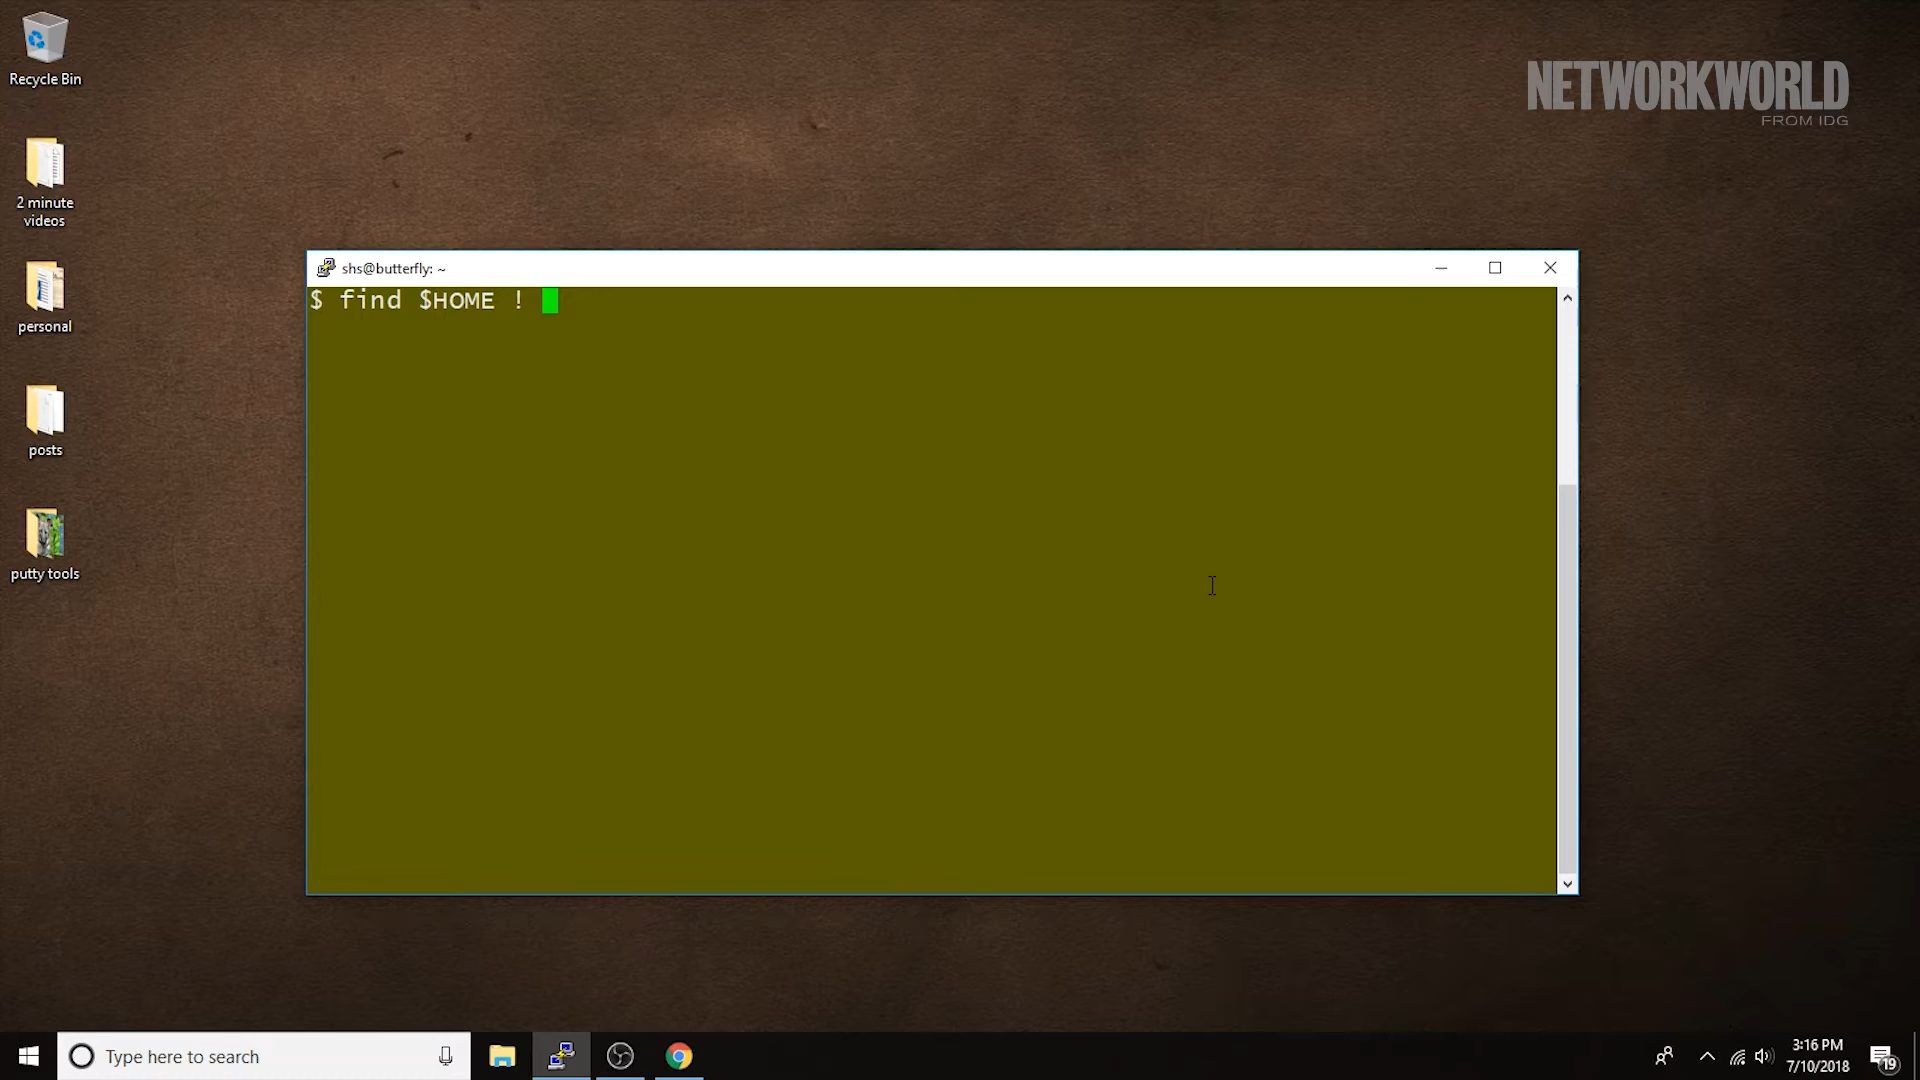 Recycle Bin
2 minute
videos
personal
posts
putty tools
NETWORKWORLD
FROM IDG
shs@butterfly: ~
$ find $HOME !
Type here to search
3:16 PM
7/10/2018
19